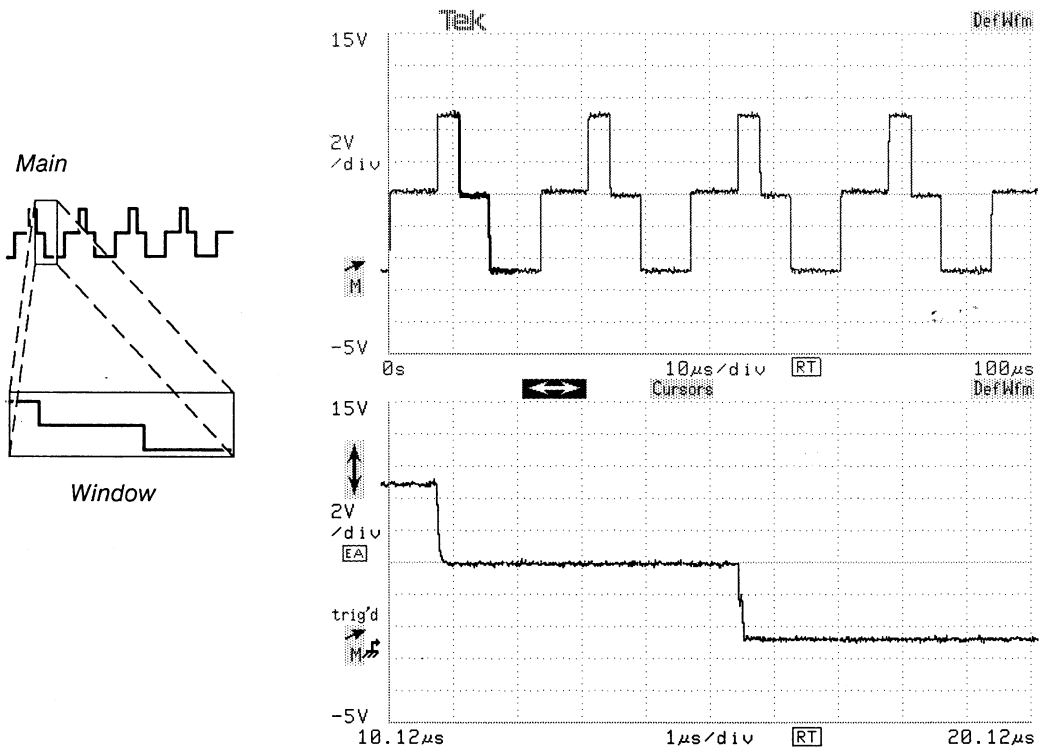 Main
Window
Tek
DefWfm
15V
2V
/div
M
-5V
0s
10µs/div
RT
100µs
Cursors
DefWfm
15V
2V
/div
EA
trig'd
M
-5V
10.12µs
1µs/div
RT
20.12µs